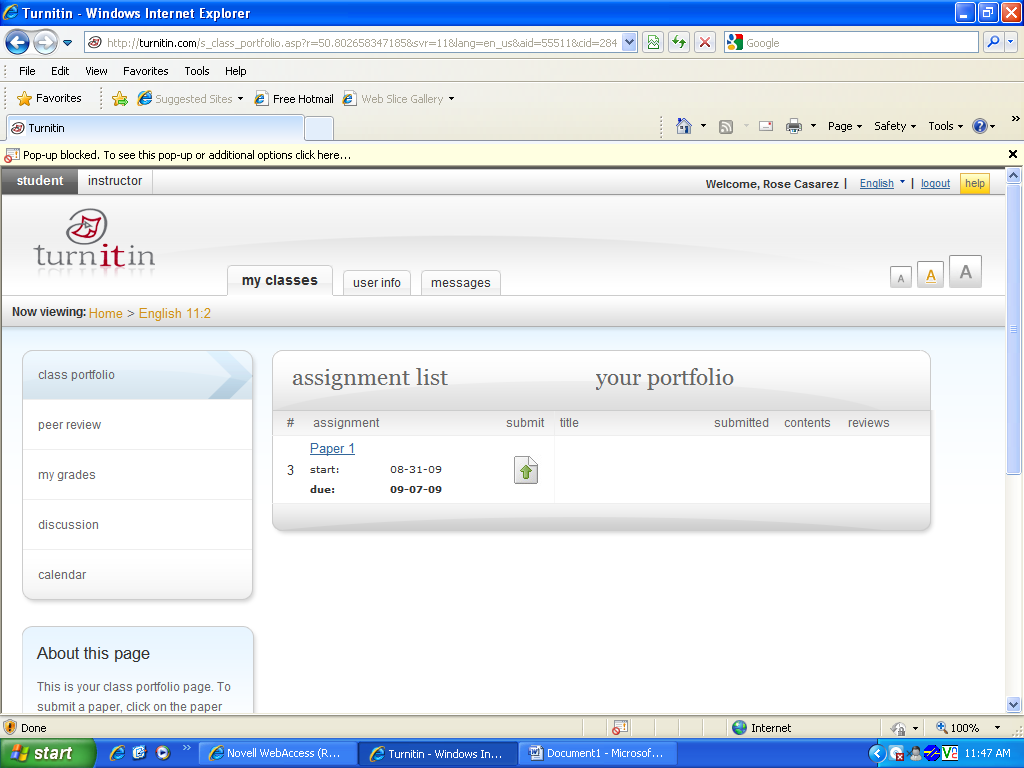 Turnitin - Windows Internet Explorer
http://turnitin.com/s_class_portfolio.asp?r=50.802658347185&svr=11&lang=en_us&aid=55511&cid=284
Google
File Edit View Favorites Tools Help
Favorites Suggested Sites Free Hotmail Web Slice Gallery
Turnitin Page Safety Tools
Pop-up blocked. To see this pop-up or additional options click here...
student instructor Welcome, Rose Casarez | English | logout help
turnitin
my classes user info messages A A A
Now viewing: Home > English 11:2
class portfolio
peer review
my grades
discussion
calendar
assignment list your portfolio
# assignment submit title submitted contents reviews
Paper 1
3 start: 08-31-09
due: 09-07-09
About this page
This is your class portfolio page. To
submit a paper, click on the paper
Done Internet 100%
start Novell WebAccess (R... Turnitin - Windows In... Document1 - Microsof... 11:47 AM